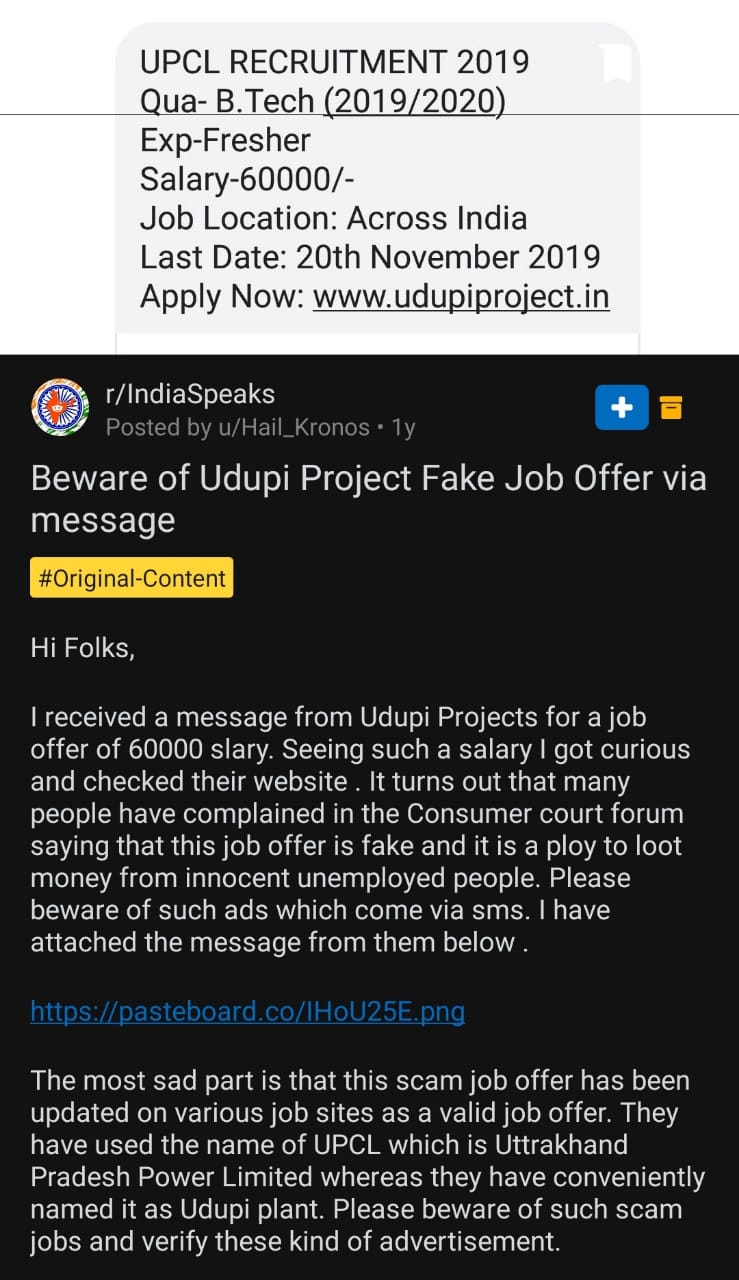 UPCL RECRUITMENT 2019
Qua- B.Tech (2019/2020)
Exp-Fresher
Salary-60000/-
Job Location: Across India
Last Date: 20th November 2019
Apply Now: www.udupiproject.in
r/IndiaSpeaks
Posted by u/Hail_Kronos • 1y
Beware of Udupi Project Fake Job Offer via
message
#Original-Content
Hi Folks,
I received a message from Udupi Projects for a job
offer of 60000 slary. Seeing such a salary I got curious
and checked their website . It turns out that many
people have complained in the Consumer court forum
saying that this job offer is fake and it is a ploy to loot
money from innocent unemployed people. Please
beware of such ads which come via sms. I have
attached the message from them below .
https://pasteboard.co/IHoU25E.png
The most sad part is that this scam job offer has been
updated on various job sites as a valid job offer. They
have used the name of UPCL which is Uttrakhand
Pradesh Power Limited whereas they have conveniently
named it as Udupi plant. Please beware of such scam
jobs and verify these kind of advertisement.